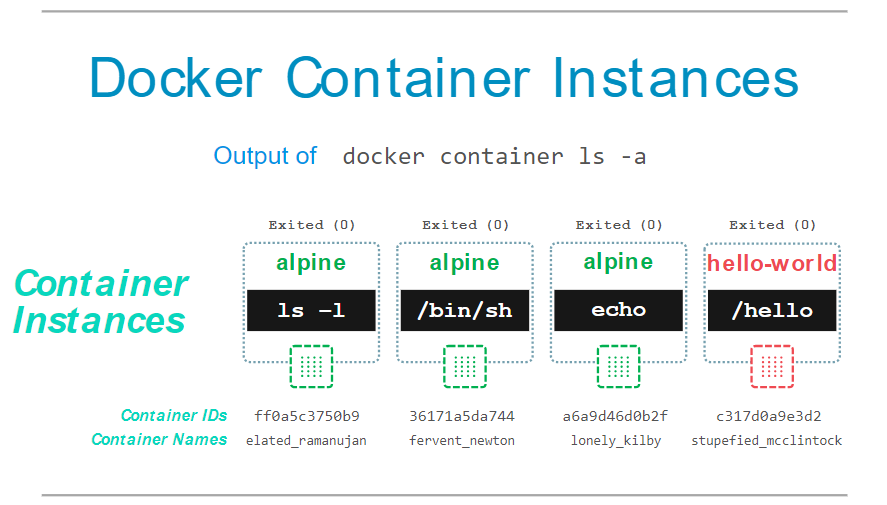 Docker Container Instances
Output of docker container ls -a
Exited (0) Exited (0) Exited (0) Exited (0)
alpine alpine alpine hello-world
Container
Instances
ls –l /bin/sh echo /hello
Container IDs ff0a5c3750b9 36171a5da744 a6a9d46d0b2f c317d0a9e3d2
Container Names elated_ramanujan fervent_newton lonely_kilby stupefied_mcclintock